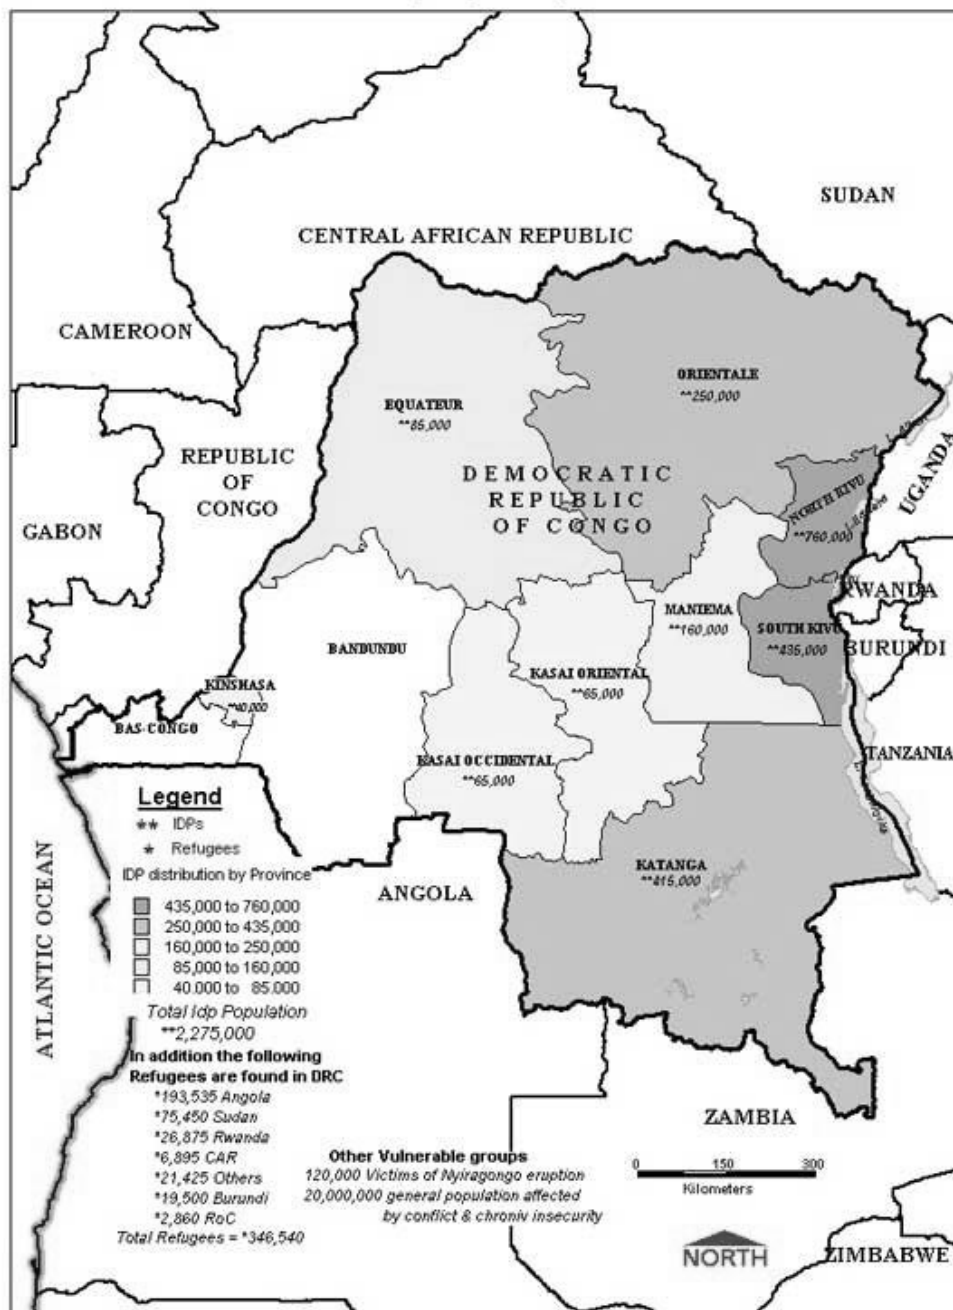 SUDAN
CENTRAL AFRICAN REPUBLIC
CAMEROON
ORIENTALE
**250,000
EQUATEUR
**85,000
REPUBLIC
OF
CONGO
DEMOCRATIC
REPUBLIC
OF CONGO
UGANDA
NORTH KIVU
**760,000
GABON
RWANDA
MANIEMA
**160,000
SOUTH KIVU
**435,000
BURUNDI
BANDUNDU
KASAI ORIENTAL
**65,000
KINSHASA
**40,000
BAS-CONGO
KASAI OCCIDENTAL
**65,000
TANZANIA
Legend
** IDPs
* Refugees
IDP distribution by Province
435,000 to 760,000
250,000 to 435,000
160,000 to 250,000
85,000 to 160,000
40.000 to 85.000
Total Idp Population
**2,275,000
In addition the following
Refugees are found in DRC
*193,535 Angola
*75,450 Sudan
*26,875 Rwanda
*6,895 CAR
*21,425 Others
*19,500 Burundi
*2,860 RoC
Total Refugees = *346,540
ATLANTIC OCEAN
ANGOLA
KATANGA
**415,000
ZAMBIA
Other Vulnerable groups
120,000 Victims of Nyiragongo eruption
20,000,000 general population affected
by conflict & chroniv insecurity
0 150 300
Kilometers
NORTH
ZIMBABWE